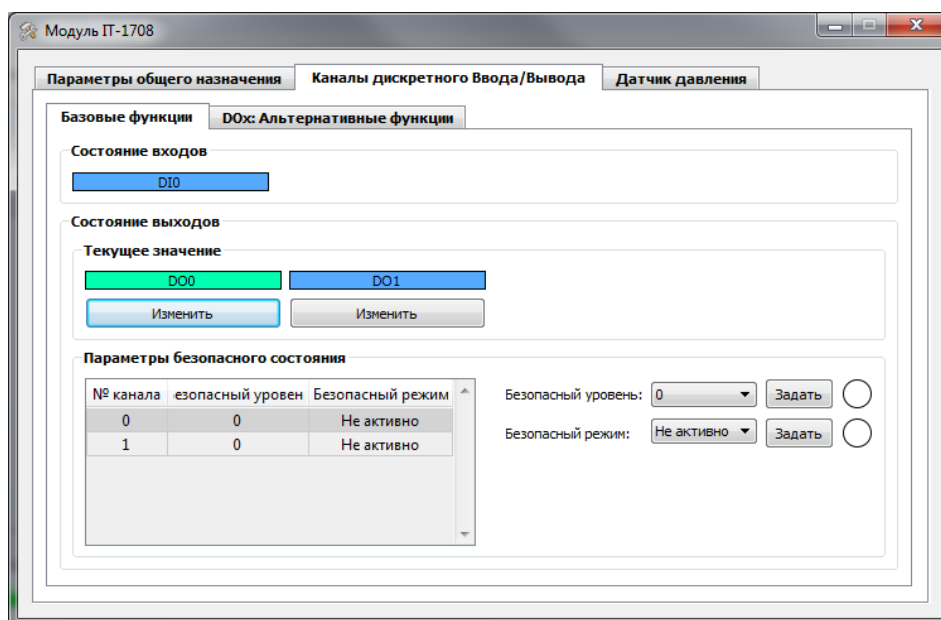 Модуль IT-1708
Параметры общего назначения Каналы дискретного Ввода/Вывода Датчик давления
Базовые функции DOx: Альтернативные функции
Состояние входов
DI0
Состояние выходов
Текущее значение
DO0 DO1
Изменить Изменить
Параметры безопасного состояния
№ канала езопасный уровен Безопасный режим
0 0 Не активно
1 0 Не активно
Безопасный уровень: 0 Задать
Безопасный режим: Не активно Задать